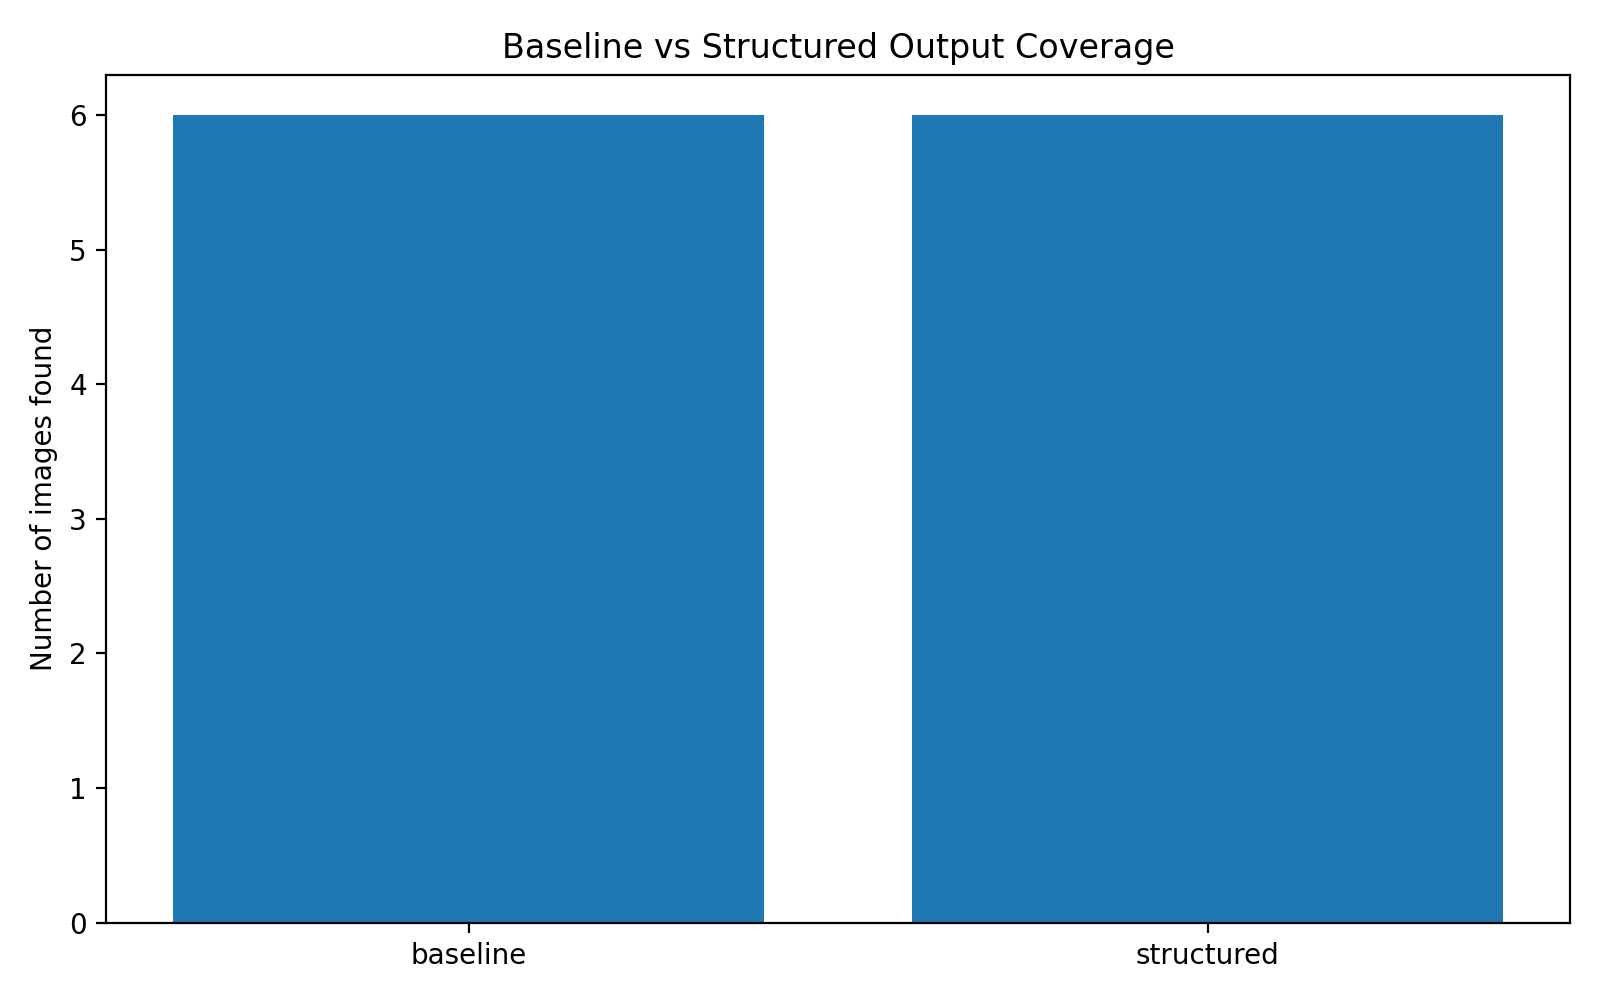 Baseline vs Structured Output Coverage
Number of images found
6
5
4
3
2
1
0
baseline
structured